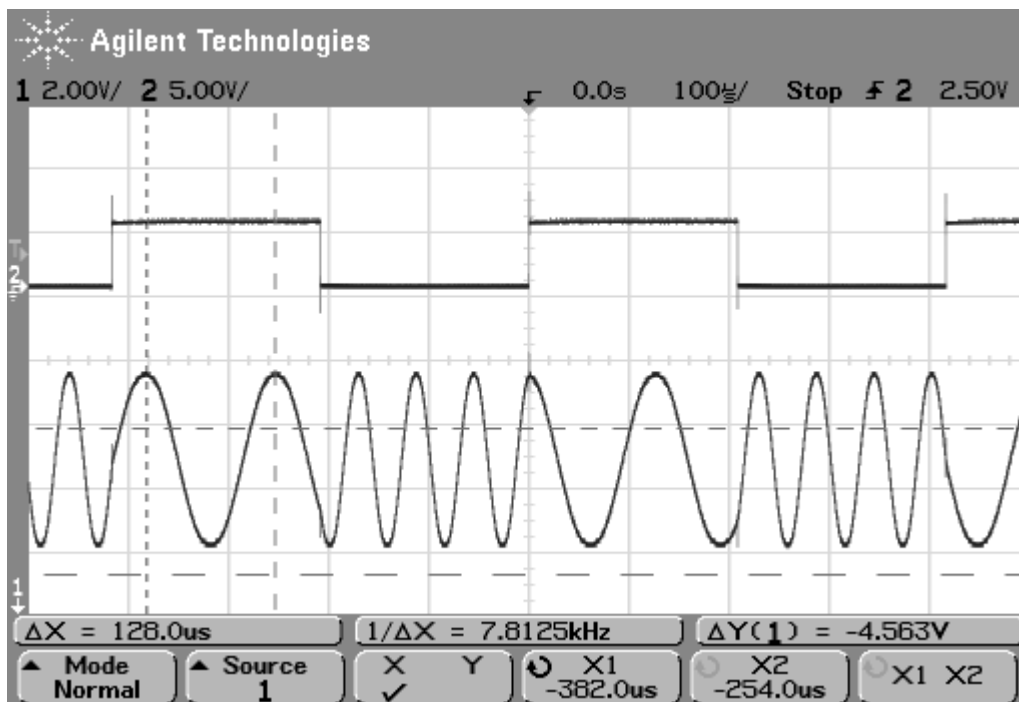 Agilent Technologies
1 2.00V/ 2 5.00V/ 0.0s 100us/ Stop 2 2.50V
T
2
1
ΔX = 128.0us 1/ΔX = 7.8125kHz ΔY(1) = -4.563V
Mode Source X Y X1 X2 X1 X2
Normal 1 ✓ -382.0us -254.0us